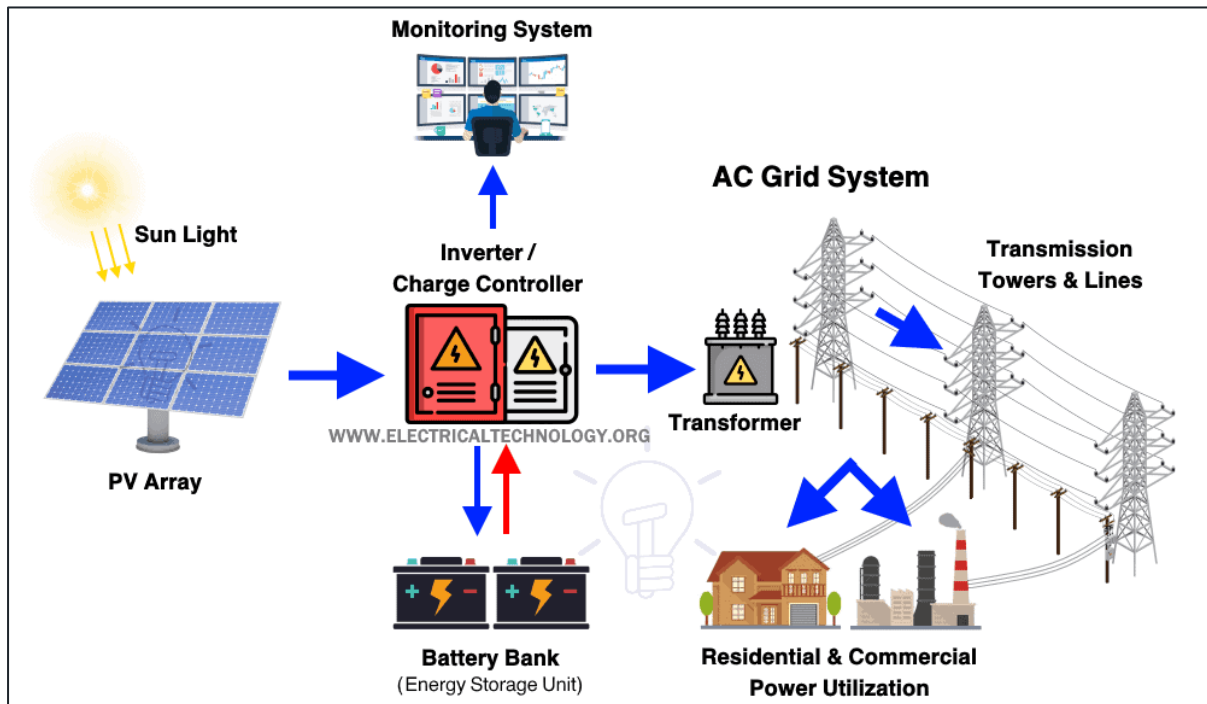 Monitoring System
AC Grid System
Sun Light
Transmission
Towers & Lines
Inverter /
Charge Controller
WWW.ELECTRICALTECHNOLOGY.ORG
Transformer
PV Array
+ - + -
Battery Bank
(Energy Storage Unit)
Residential & Commercial
Power Utilization